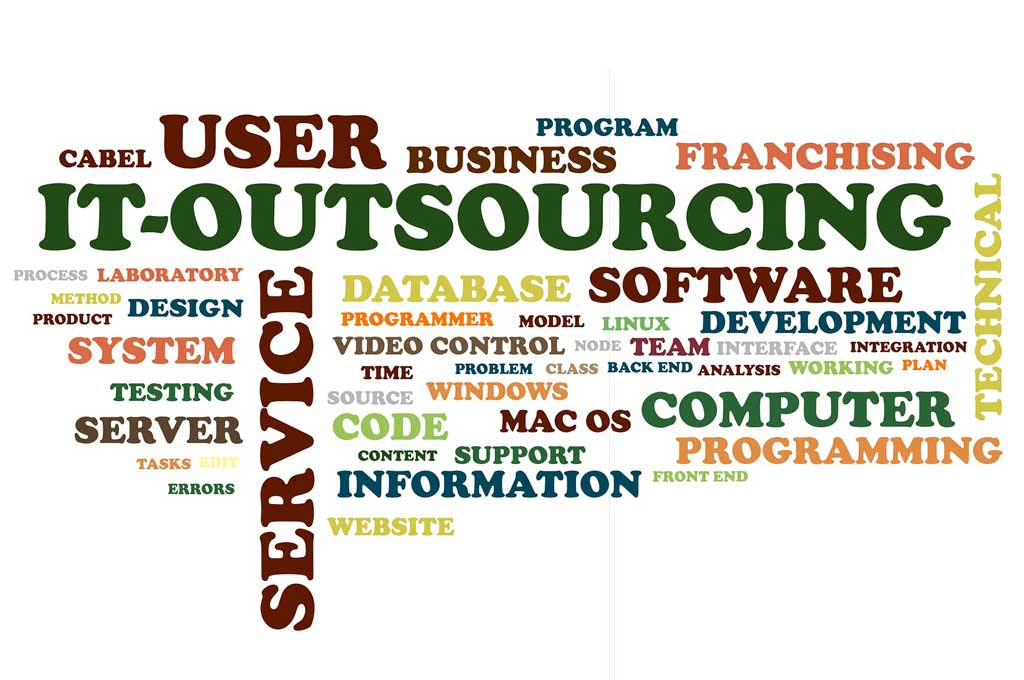 PROGRAM
USER
CABEL
BUSINESS
FRANCHISING
IT-OUTSOURCING
TECHNICAL
PROCESS
LABORATORY
SERVICE
DATABASE
SOFTWARE
METHOD
DESIGN
PRODUCT
PROGRAMMER
MODEL
LINUX
DEVELOPMENT
SYSTEM
VIDEO CONTROL
NODE
TEAM
INTERFACE
INTEGRATION
TIME
PROBLEM
CLASS
BACK END
ANALYSIS
WORKING
PLAN
TESTING
SOURCE
WINDOWS
SERVER
CODE
MAC OS
COMPUTER
CONTENT
SUPPORT
PROGRAMMING
TASKS
EDIT
ERRORS
INFORMATION
FRONT END
WEBSITE